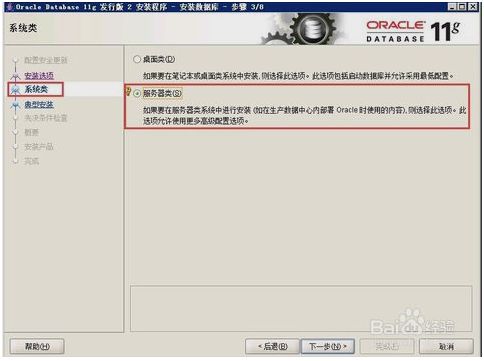 Oracle Database 11g 发行版 2 安装程序 - 安装数据库 - 步骤 3/8
系统类
ORACLE
DATABASE 11g
配置安全更新
安装选项
系统类
典型安装
先决条件检查
概要
安装产品
完成
桌面类(D)
如果要在笔记本或桌面类系统中安装,则选择此选项。此选项包括启动数据库并允许采用最低配置。
服务器类(S)
如果要在服务器类系统中进行安装 (如在生产数据中心内部署 Oracle 时使用的内容),则选择此选项。此
选项允许使用更多高级配置选项。
帮助(H)
< 后退(B)
下一步(N) >
取消
Baidu 经验